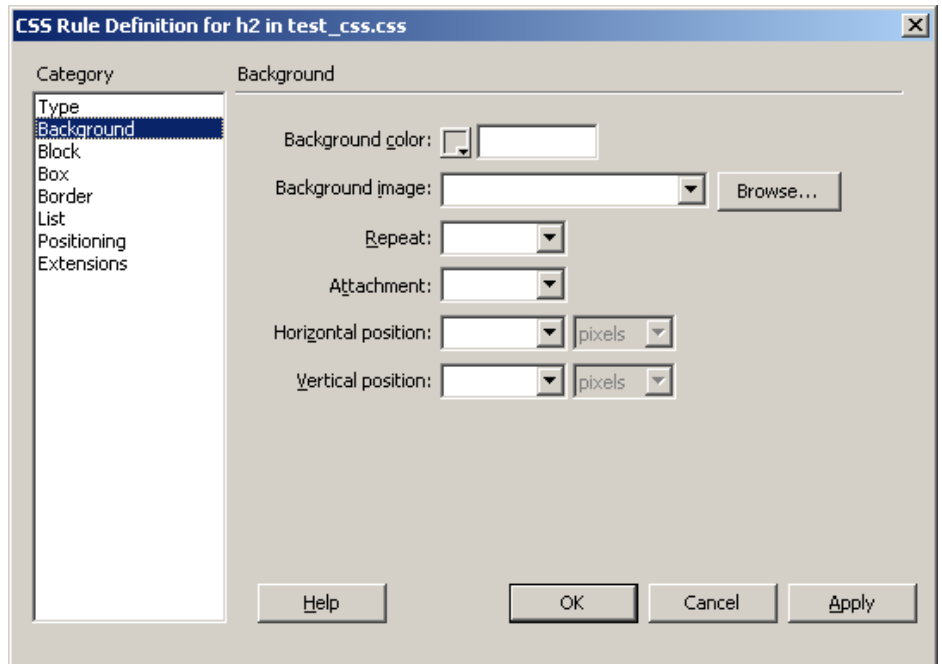 CSS Rule Definition for h2 in test_css.css
Category
Type
Background
Block
Box
Border
List
Positioning
Extensions
Background
Background color:
Background image: Browse...
Repeat:
Attachment:
Horizontal position: pixels
Vertical position: pixels
Help OK Cancel Apply